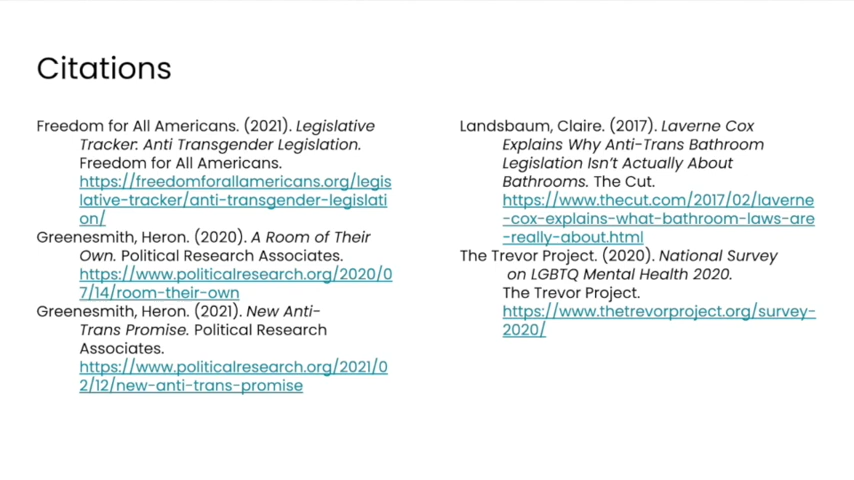 Citations
Freedom for All Americans. (2021). Legislative
Tracker: Anti Transgender Legislation.
Freedom for All Americans.
https://freedomforallamericans.org/legis
lative-tracker/anti-transgender-legislati
on/
Greenesmith, Heron. (2020). A Room of Their
Own. Political Research Associates.
https://www.politicalresearch.org/2020/0
7/14/room-their-own
Greenesmith, Heron. (2021). New Anti-
Trans Promise. Political Research
Associates.
https://www.politicalresearch.org/2021/0
2/12/new-anti-trans-promise
Landsbaum, Claire. (2017). Laverne Cox
Explains Why Anti-Trans Bathroom
Legislation Isn't Actually About
Bathrooms. The Cut.
https://www.thecut.com/2017/02/laverne
-cox-explains-what-bathroom-laws-are
-really-about.html
The Trevor Project. (2020). National Survey
on LGBTQ Mental Health 2020.
The Trevor Project.
https://www.thetrevorproject.org/survey-
2020/